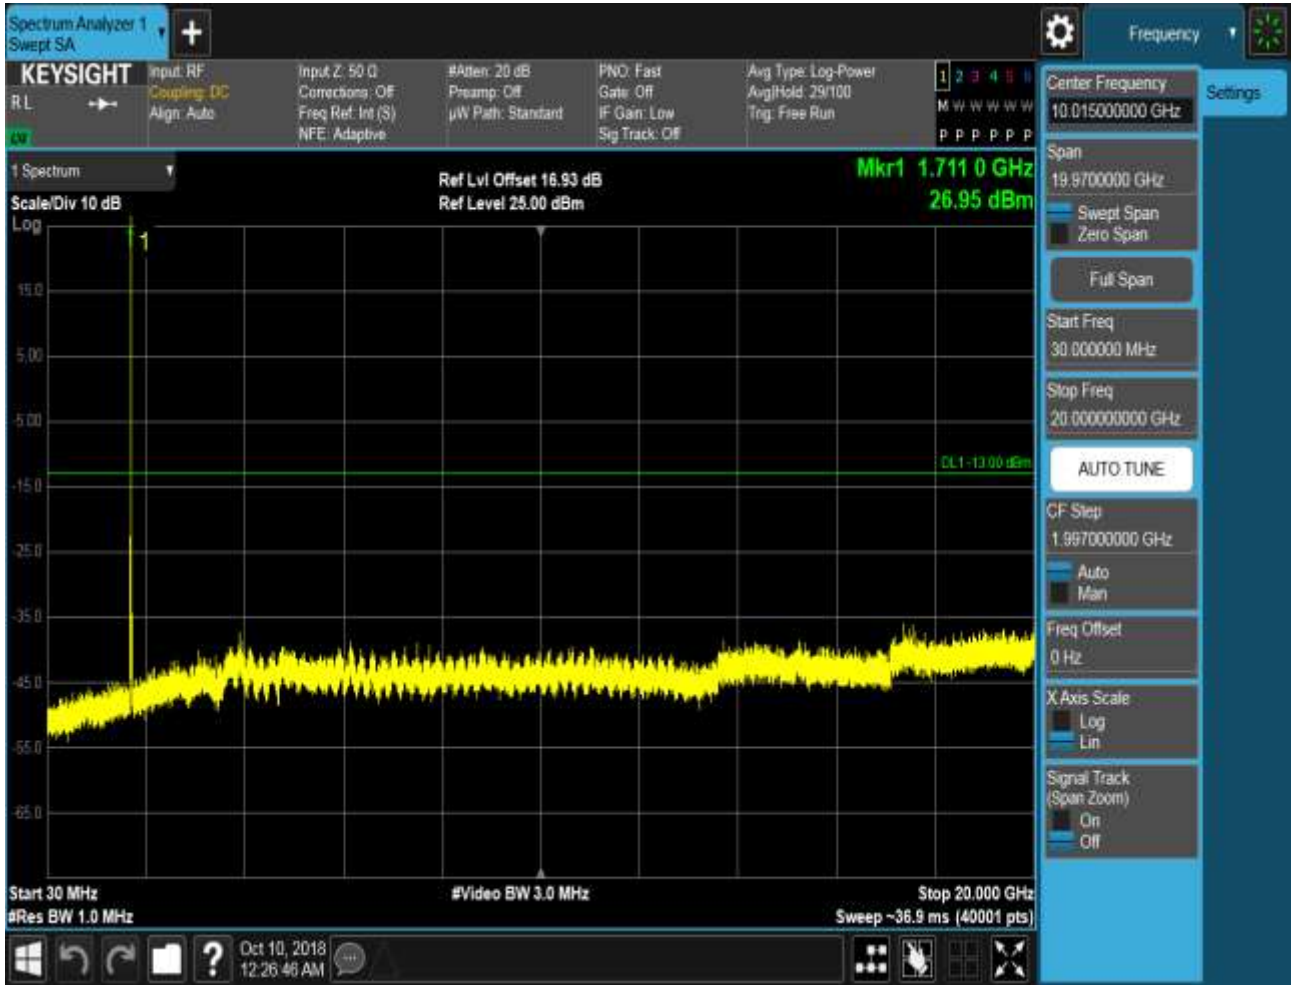 Spectrum Analyzer 1
Swept SA
Frequency
KEYSIGHT
R L
LW
Input: RF
Coupling: DC
Align: Auto
Input Z: 50 Ω
Corrections: Off
Freq Ref: Int (S)
NFE: Adaptive
#Atten: 20 dB
Preamp: Off
µW Path: Standard
PNO: Fast
Gate: Off
IF Gain: Low
Sig Track: Off
Avg Type: Log-Power
Avg|Hold: 29/100
Trig: Free Run
1 2 3 4 5 6
M W W W W W
P P P P P P
1 Spectrum
Scale/Div 10 dB
Log
Ref Lvl Offset 16.93 dB
Ref Level 25.00 dBm
Mkr1 1.711 0 GHz
26.95 dBm
1
15.0
5.00
-5.00
DL1 -13.00 dBm
-15.0
-25.0
-35.0
-45.0
-55.0
-65.0
Start 30 MHz
#Video BW 3.0 MHz
Stop 20.000 GHz
#Res BW 1.0 MHz
Sweep ~36.9 ms (40001 pts)
Oct 10, 2018
12:26:46 AM
Center Frequency
10.015000000 GHz
Settings
Span
19.9700000 GHz
Swept Span
Zero Span
Full Span
Start Freq
30.000000 MHz
Stop Freq
20.000000000 GHz
AUTO TUNE
CF Step
1.997000000 GHz
Auto
Man
Freq Offset
0 Hz
X Axis Scale
Log
Lin
Signal Track
(Span Zoom)
On
Off